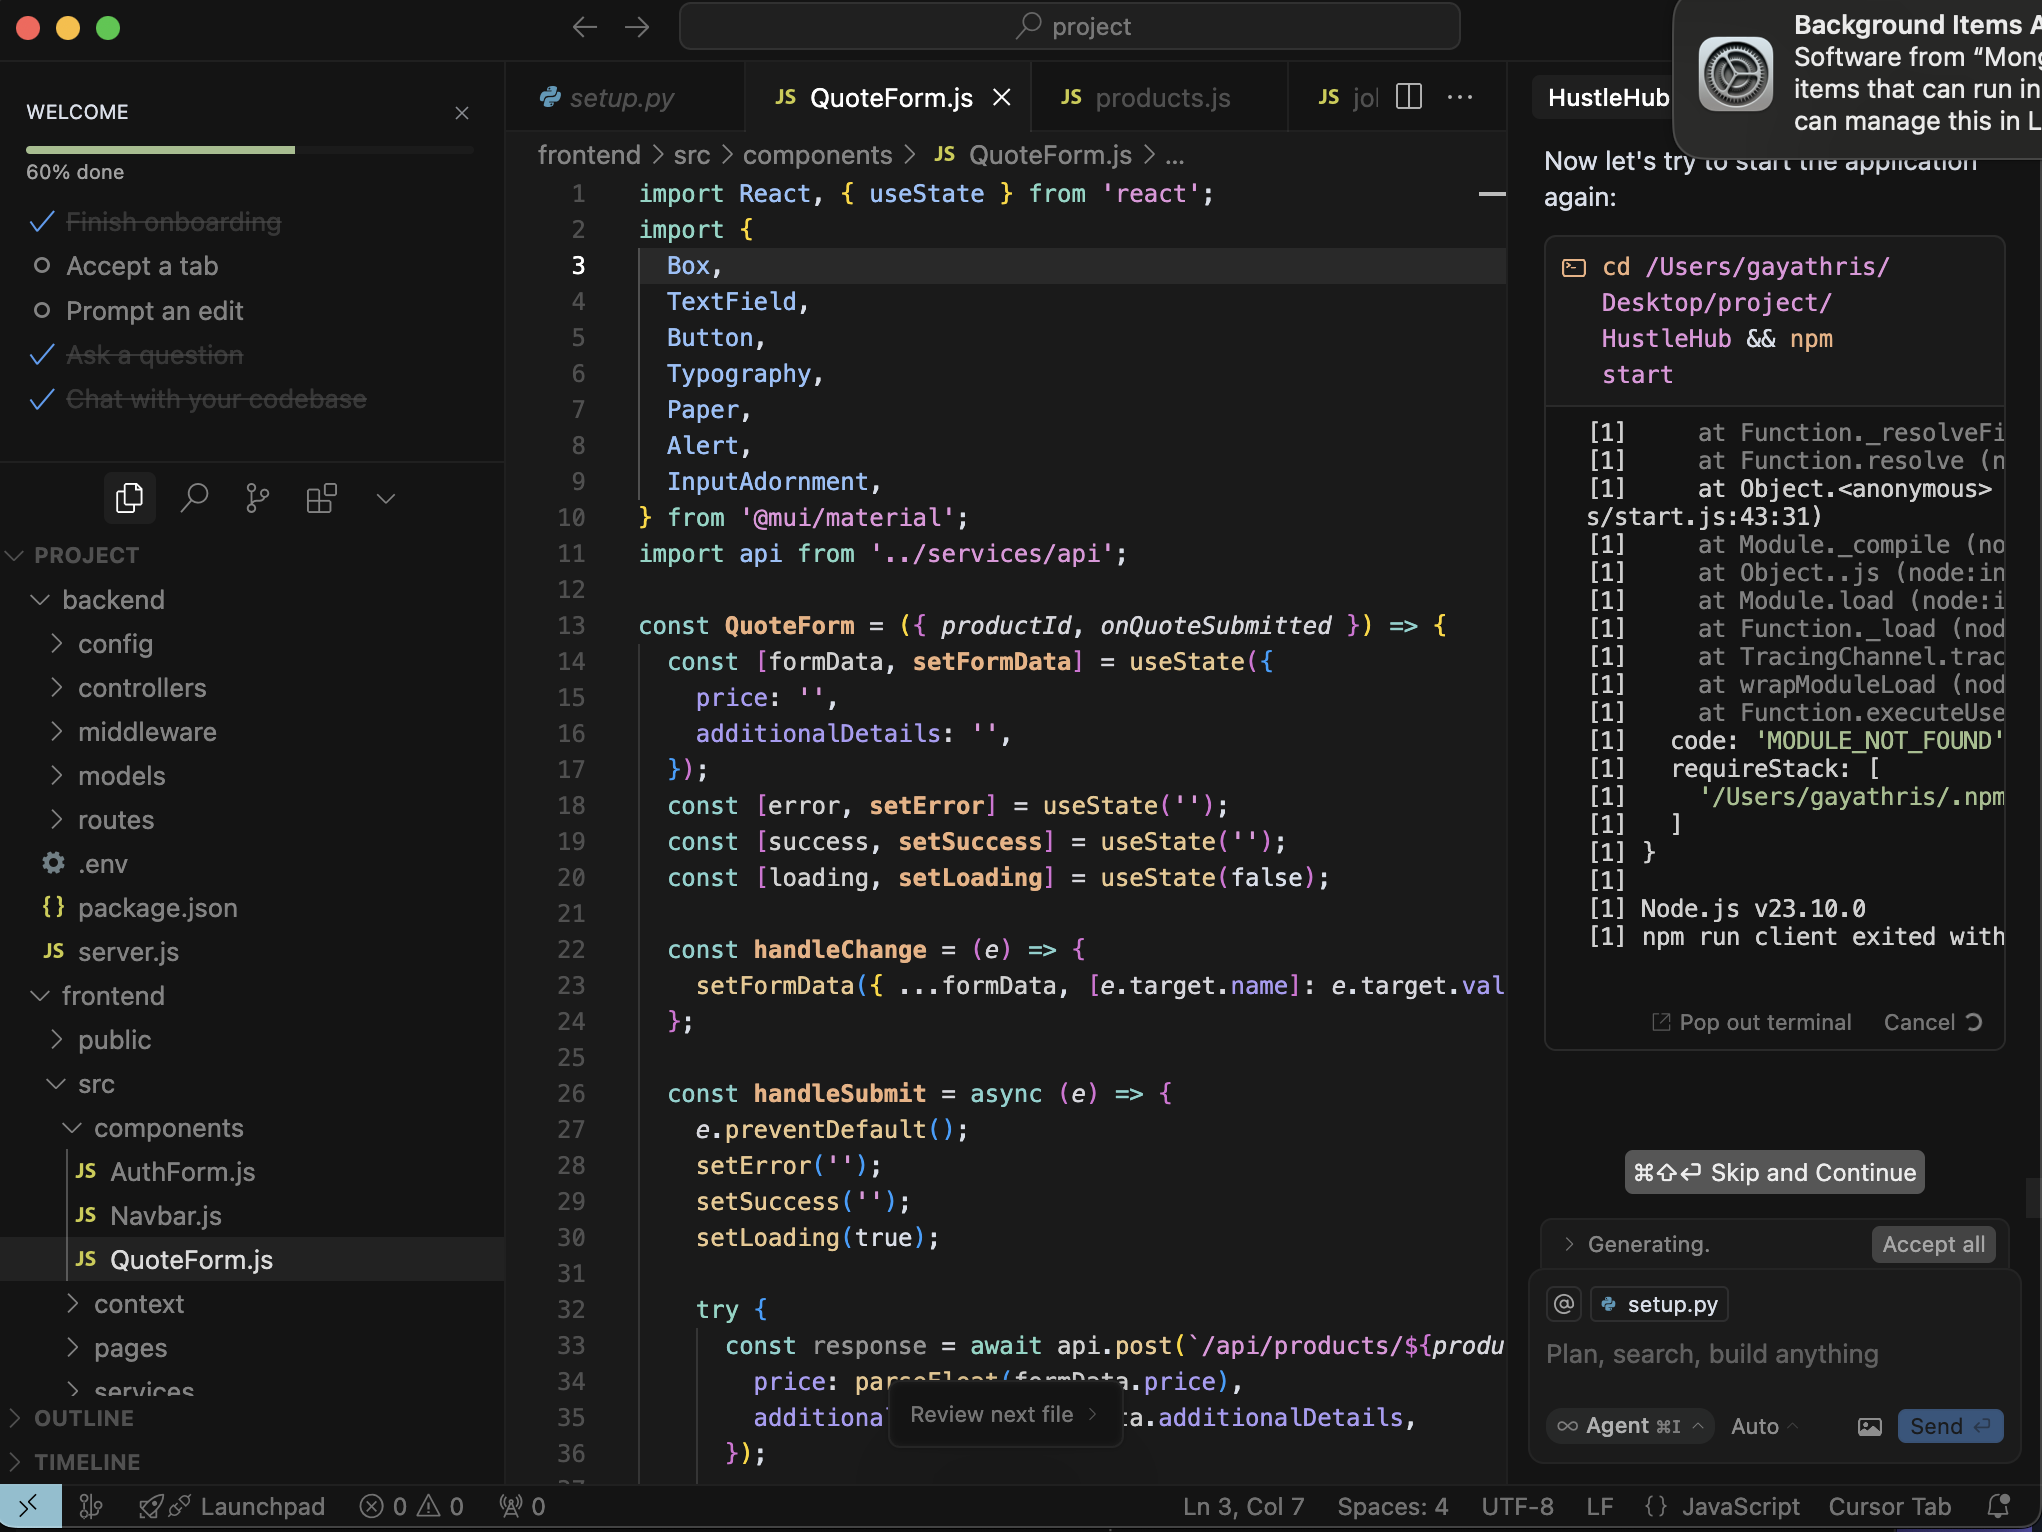 project
Background Items A
Software from “Mong
items that can run in
can manage this in L
WELCOME
60% done
Finish onboarding
Accept a tab
Prompt an edit
Ask a question
Chat with your codebase
PROJECT
backend
config
controllers
middleware
models
routes
.env
{} package.json
JS server.js
frontend
public
src
components
JS AuthForm.js
JS Navbar.js
JS QuoteForm.js
context
pages
services
OUTLINE
TIMELINE
setup.py
JS QuoteForm.js
JS products.js
JS jol
frontend > src > components > JS QuoteForm.js > ...
1 import React, { useState } from 'react';
2 import {
3 Box,
4 TextField,
5 Button,
6 Typography,
7 Paper,
8 Alert,
9 InputAdornment,
10 } from '@mui/material';
11 import api from '../services/api';
12
13 const QuoteForm = ({ productId, onQuoteSubmitted }) => {
14 const [formData, setFormData] = useState({
15 price: '',
16 additionalDetails: '',
17 });
18 const [error, setError] = useState('');
19 const [success, setSuccess] = useState('');
20 const [loading, setLoading] = useState(false);
21
22 const handleChange = (e) => {
23 setFormData({ ...formData, [e.target.name]: e.target.val
24 };
25
26 const handleSubmit = async (e) => {
27 e.preventDefault();
28 setError('');
29 setSuccess('');
30 setLoading(true);
31
32 try {
33 const response = await api.post(`/api/products/${produ
34 price: parseFloat(formData.price),
35 additional ta.additionalDetails,
36 });
Review next file >
HustleHub
Now let's try to start the application
again:
cd /Users/gayathris/
Desktop/project/
HustleHub && npm
start
[1] at Function._resolveFi
[1] at Function.resolve (n
[1] at Object.<anonymous>
s/start.js:43:31)
[1] at Module._compile (no
[1] at Object..js (node:in
[1] at Module.load (node:i
[1] at Function._load (nod
[1] at TracingChannel.trac
[1] at wrapModuleLoad (nod
[1] at Function.executeUse
[1] code: 'MODULE_NOT_FOUND'
[1] requireStack: [
[1] '/Users/gayathris/.npm
[1] ]
[1] }
[1]
[1] Node.js v23.10.0
[1] npm run client exited with
Pop out terminal Cancel
⌘⇧⏎ Skip and Continue
> Generating.
Accept all
@ setup.py
Plan, search, build anything
∞ Agent ⌘I Auto
Send ⏎
Launchpad 0 0 0
Ln 3, Col 7 Spaces: 4 UTF-8 LF {} JavaScript Cursor Tab